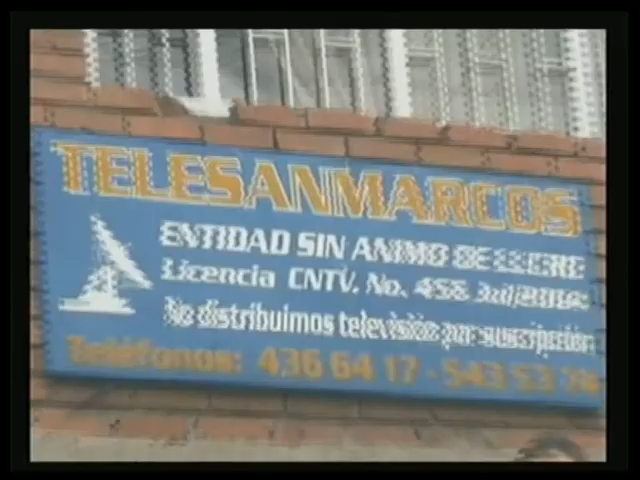 TELESANMARCOS
ENTIDAD SIN ANIMO DE LUCRO
Licencia CNTV. No. 456
No distribuimos televisión por suscripción
Teléfonos: 436 64 17 - 543 53